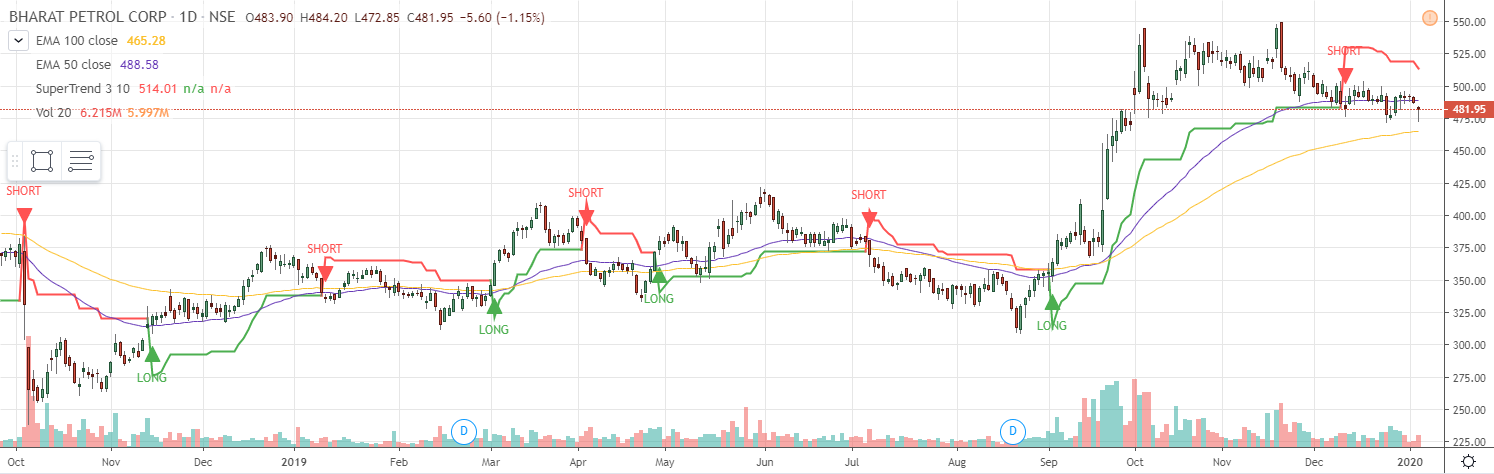 BHARAT PETROL CORP · 1D · NSE O483.90 H484.20 L472.85 C481.95 −5.60 (−1.15%)
EMA 100 close 465.28
EMA 50 close 488.58
SuperTrend 3 10 514.01 n/a n/a
Vol 20 6.215M 5.997M
550.00
525.00
500.00
481.95
475.00
450.00
425.00
400.00
375.00
350.00
325.00
300.00
275.00
250.00
225.00
SHORT
LONG
SHORT
LONG
SHORT
LONG
SHORT
LONG
SHORT
D
D
Oct Nov Dec 2019 Feb Mar Apr May Jun Jul Aug Sep Oct Nov Dec 2020